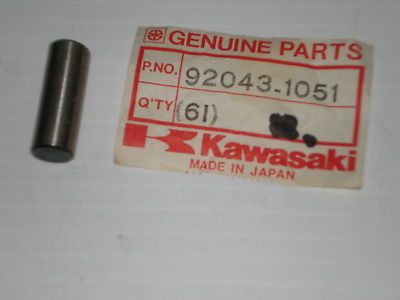 GENUINE PARTS
P.NO. 92043-1051
Q'TY (61)
Kawasaki
MADE IN JAPAN